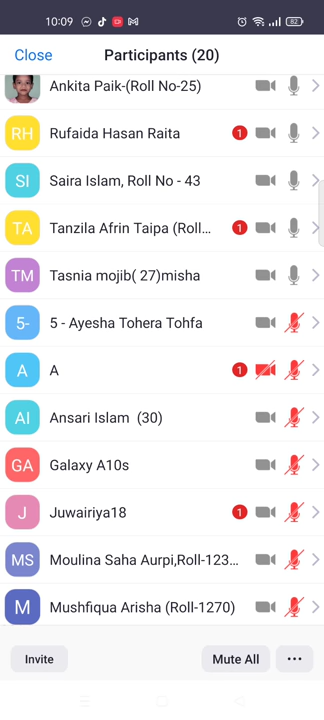 10:09
82
Close Participants (20)
Ankita Paik-(Roll No-25)
RH Rufaida Hasan Raita 1
SI Saira Islam, Roll No - 43
TA Tanzila Afrin Taipa (Roll... 1
TM Tasnia mojib( 27)misha
5- 5 - Ayesha Tohera Tohfa
A A 1
AI Ansari Islam (30)
GA Galaxy A10s
J Juwairiya18 1
MS Moulina Saha Aurpi,Roll-123...
M Mushfiqua Arisha (Roll-1270)
Invite Mute All ...